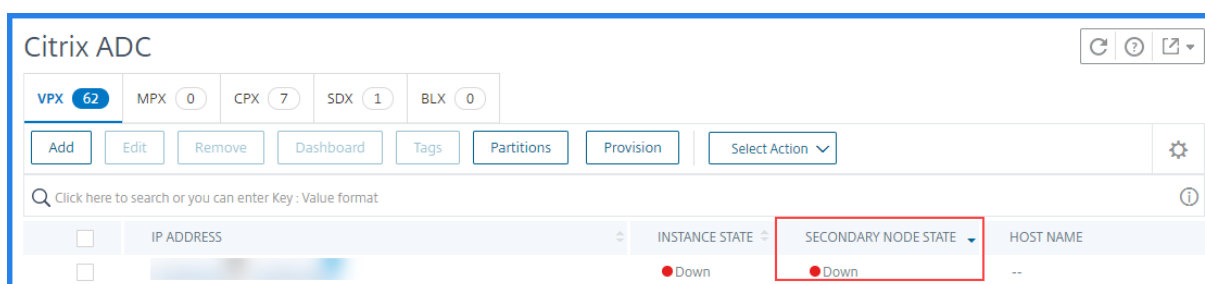 Citrix ADC
VPX 62 MPX 0 CPX 7 SDX 1 BLX 0
Add Edit Remove Dashboard Tags Partitions Provision Select Action
Click here to search or you can enter Key : Value format
IP ADDRESS INSTANCE STATE SECONDARY NODE STATE HOST NAME
Down Down --